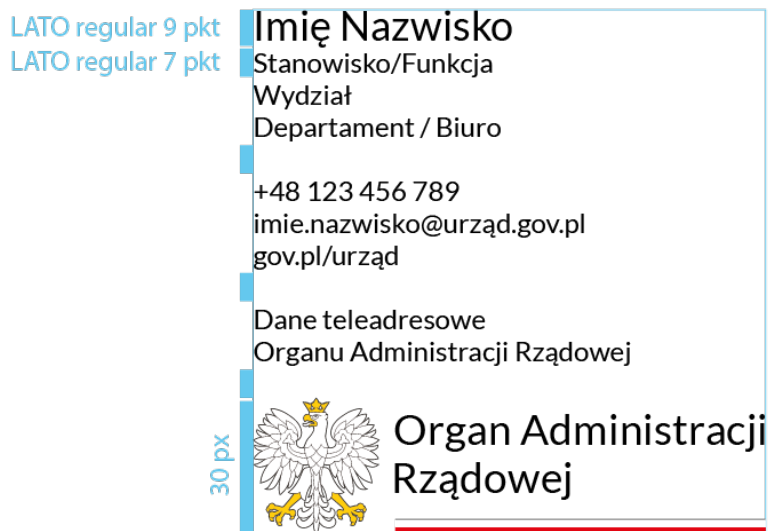 LATO regular 9 pkt
Imię Nazwisko
LATO regular 7 pkt
Stanowisko/Funkcja
Wydział
Departament / Biuro
+48 123 456 789
imie.nazwisko@urząd.gov.pl
gov.pl/urząd
Dane teleadresowe
Organu Administracji Rządowej
30 px
Organ Administracji
Rządowej